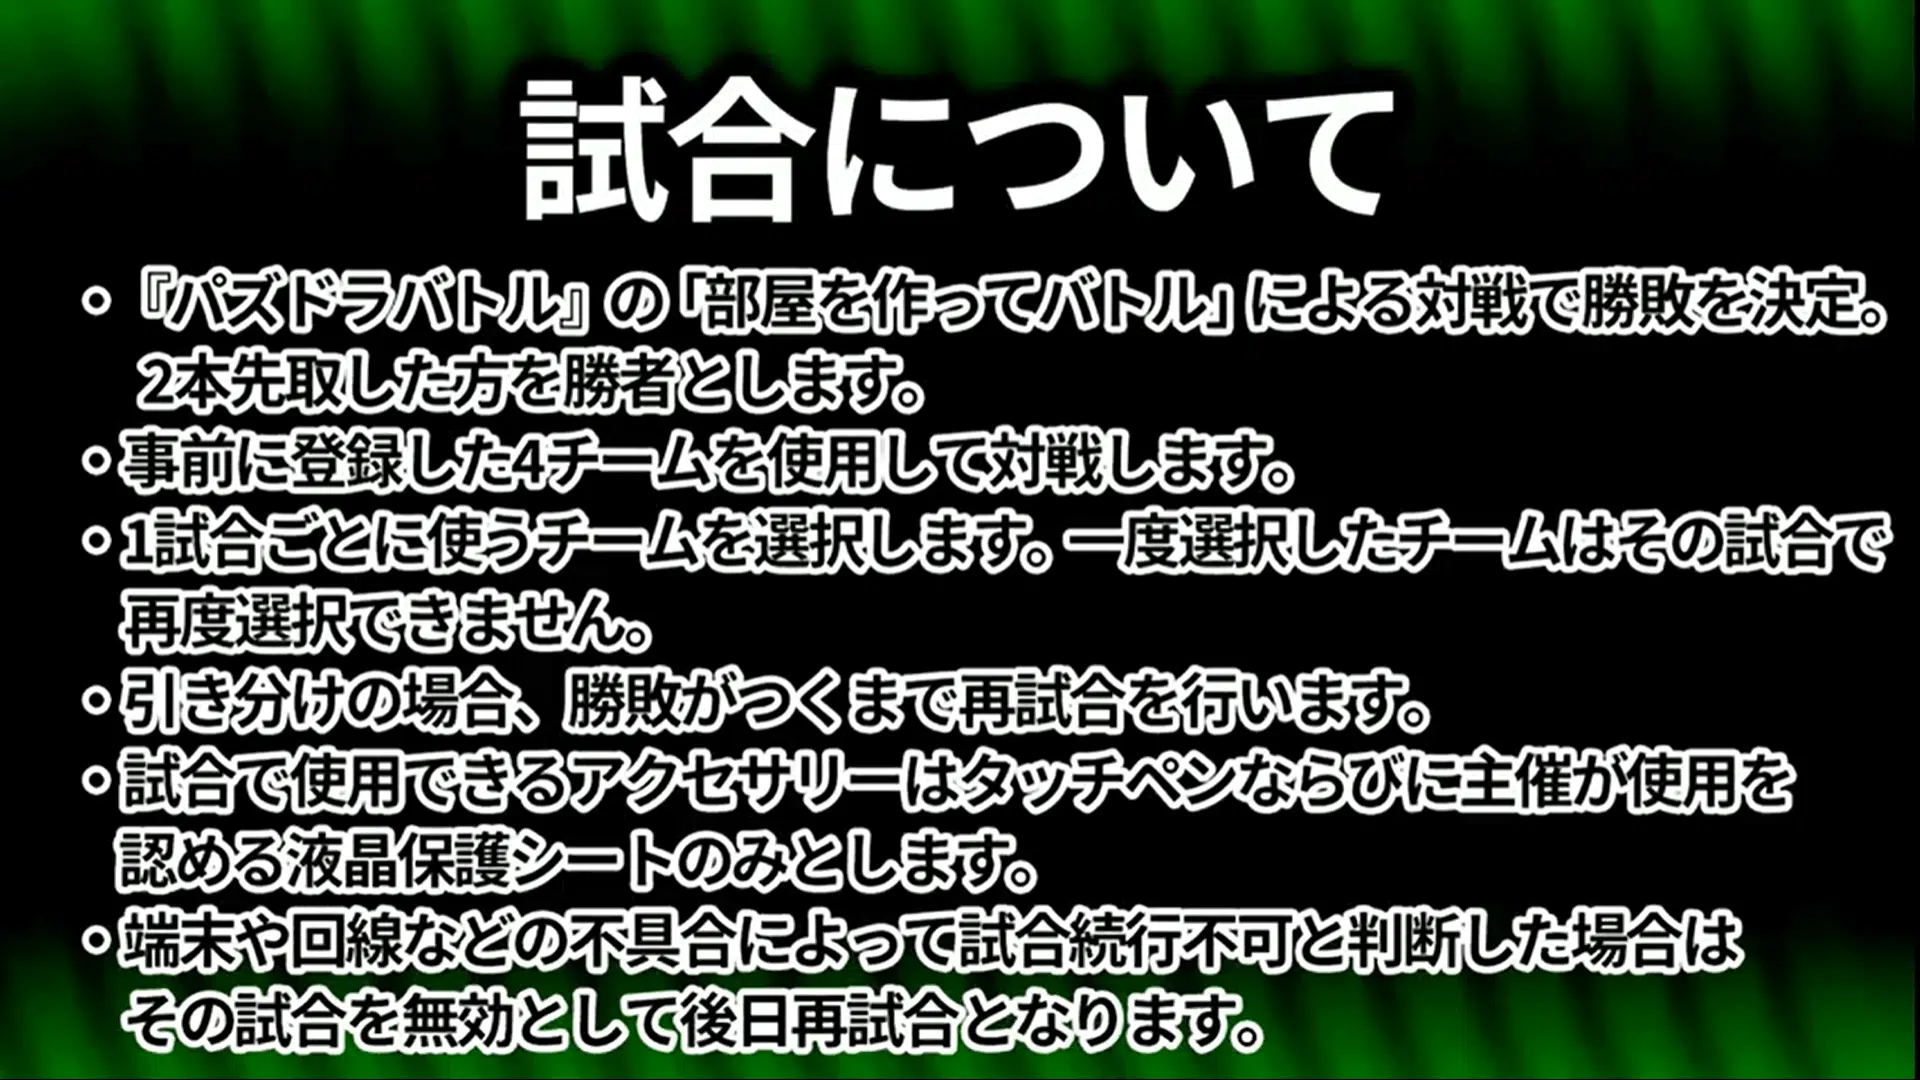 試合について
・『パズドラバトル』の「部屋を作ってバトル」による対戦で勝敗を決定。
2本先取した方を勝者とします。
・事前に登録した4チームを使用して対戦します。
・1試合ごとに使うチームを選択します。一度選択したチームはその試合で
再度選択できません。
・引き分けの場合、勝敗がつくまで再試合を行います。
・試合で使用できるアクセサリーはタッチペンならびに主催が使用を
認める液晶保護シートのみとします。
・端末や回線などの不具合によって試合続行不可と判断した場合は
その試合を無効として後日再試合となります。